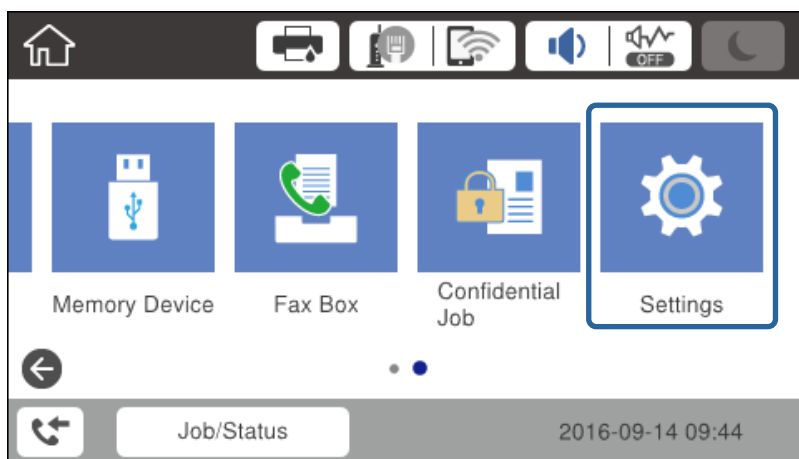 OFF
Memory Device
Fax Box
Confidential
Job
Settings
Job/Status
2016-09-14 09:44